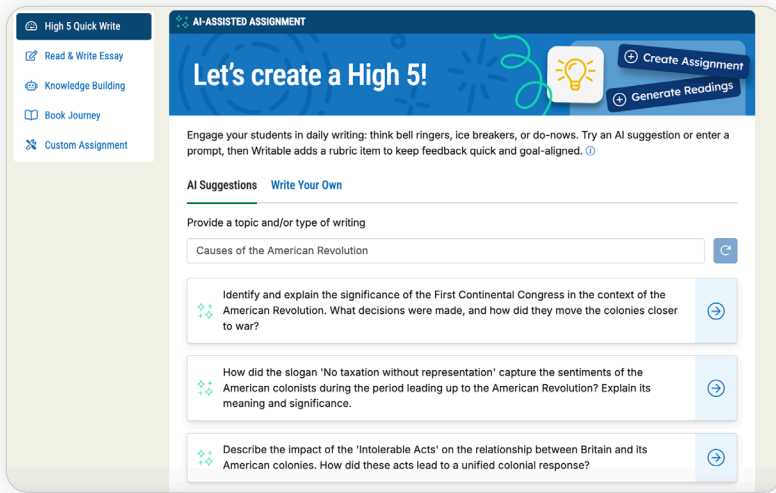 High 5 Quick Write
Read & Write Essay
Knowledge Building
Book Journey
Custom Assignment
AI-ASSISTED ASSIGNMENT
Let's create a High 5!
Create Assignment
Generate Readings
Engage your students in daily writing: think bell ringers, ice breakers, or do-nows. Try an AI suggestion or enter a
prompt, then Writable adds a rubric item to keep feedback quick and goal-aligned.
AI Suggestions Write Your Own
Provide a topic and/or type of writing
Causes of the American Revolution
Identify and explain the significance of the First Continental Congress in the context of the
American Revolution. What decisions were made, and how did they move the colonies closer
to war?
How did the slogan 'No taxation without representation' capture the sentiments of the
American colonists during the period leading up to the American Revolution? Explain its
meaning and significance.
Describe the impact of the 'Intolerable Acts' on the relationship between Britain and its
American colonies. How did these acts lead to a unified colonial response?